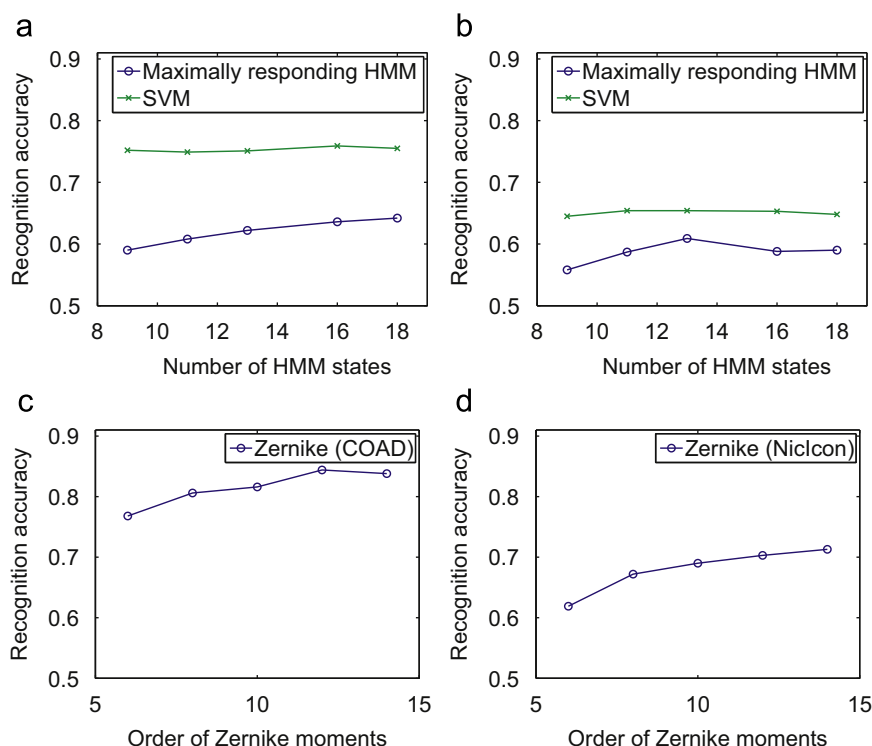 a
0.9
0.8
0.7
0.6
0.5
Recognition accuracy
Maximally responding HMM
SVM
8 10 12 14 16 18
Number of HMM states
b
0.9
0.8
0.7
0.6
0.5
Recognition accuracy
Maximally responding HMM
SVM
8 10 12 14 16 18
Number of HMM states
c
0.9
0.8
0.7
0.6
0.5
Recognition accuracy
Zernike (COAD)
5 10 15
Order of Zernike moments
d
0.9
0.8
0.7
0.6
0.5
Recognition accuracy
Zernike (NicIcon)
5 10 15
Order of Zernike moments